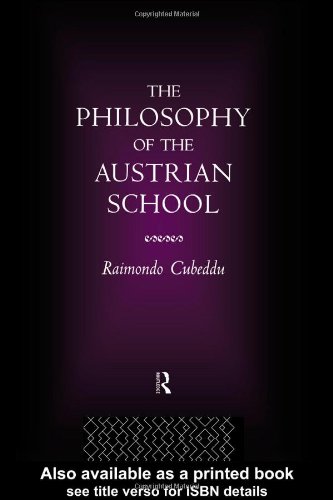 THE
PHILOSOPHY
OF THE
AUSTRIAN
SCHOOL
Raimondo Cubeddu
R
ROUTLEDGE
Also available as a printed book
see title verso for ISBN details